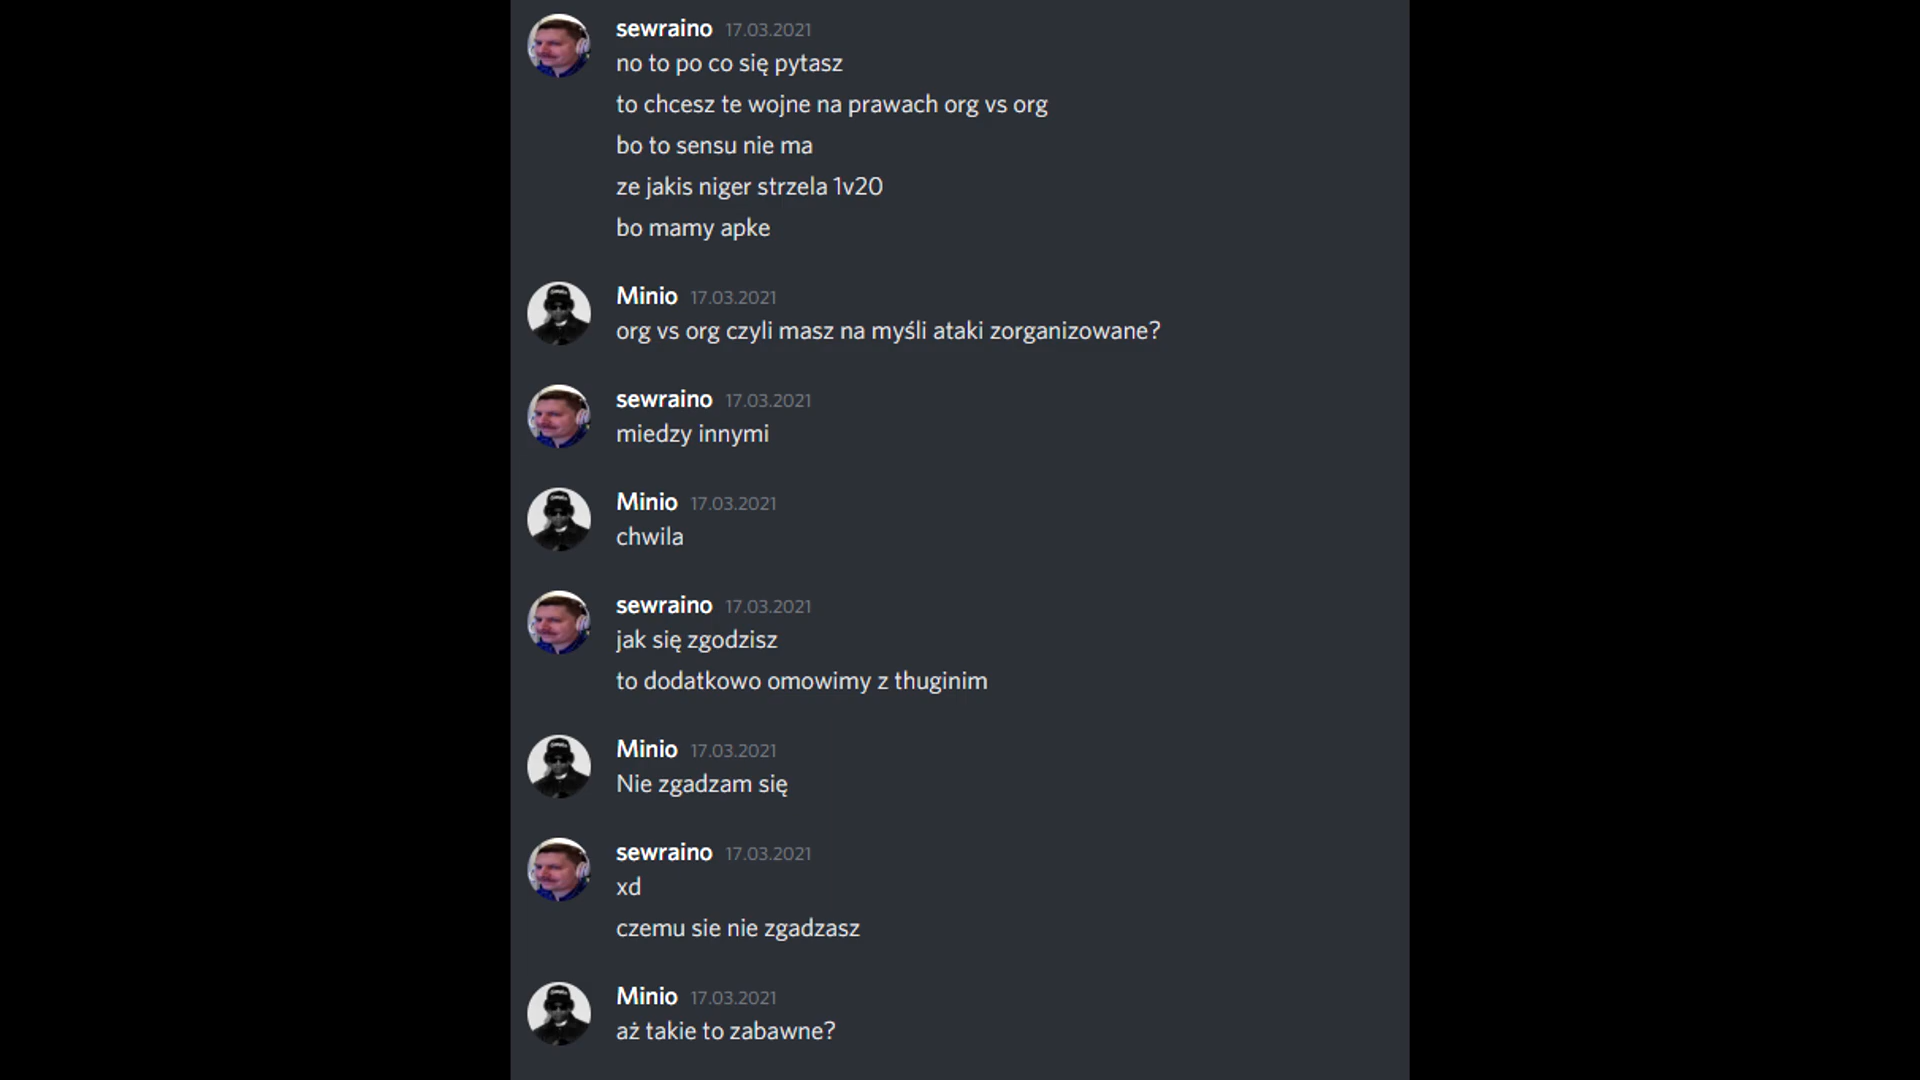 sewraino 17.03.2021
no to po co się pytasz
to chcesz te wojne na prawach org vs org
bo to sensu nie ma
ze jakis niger strzela 1v20
bo mamy apke
Minio 17.03.2021
org vs org czyli masz na myśli ataki zorganizowane?
sewraino 17.03.2021
miedzy innymi
Minio 17.03.2021
chwila
sewraino 17.03.2021
jak się zgodzisz
to dodatkowo omowimy z thuginim
Minio 17.03.2021
Nie zgadzam się
sewraino 17.03.2021
xd
czemu sie nie zgadzasz
Minio 17.03.2021
aż takie to zabawne?